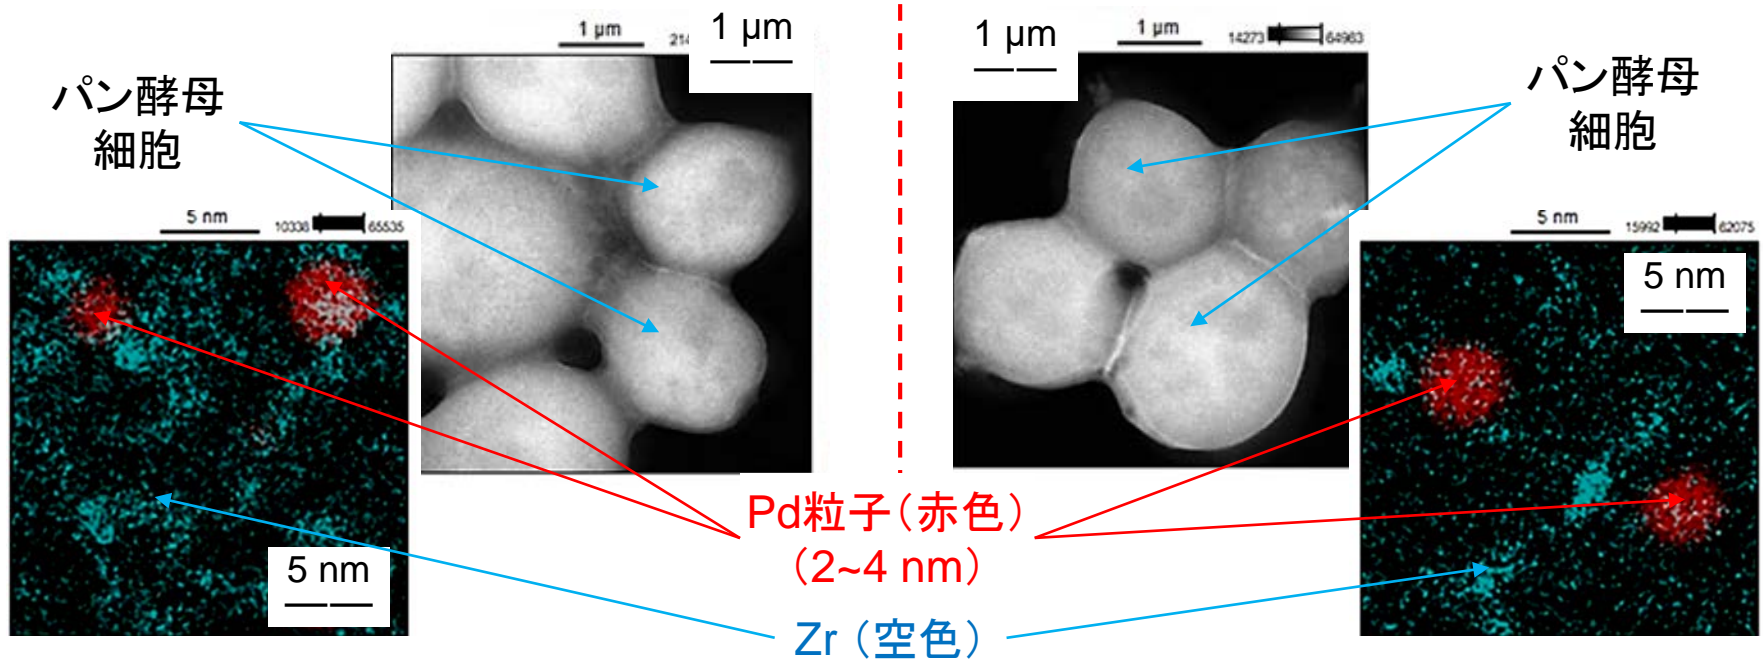 1 μm
214
1 μm
パン酵母
細胞
5 nm
10338 65535
5 nm
1 μm
1 μm
14273 64963
パン酵母
細胞
5 nm
15992 62075
5 nm
Pd粒子（赤色）
（2~4 nm）
Zr（空色）